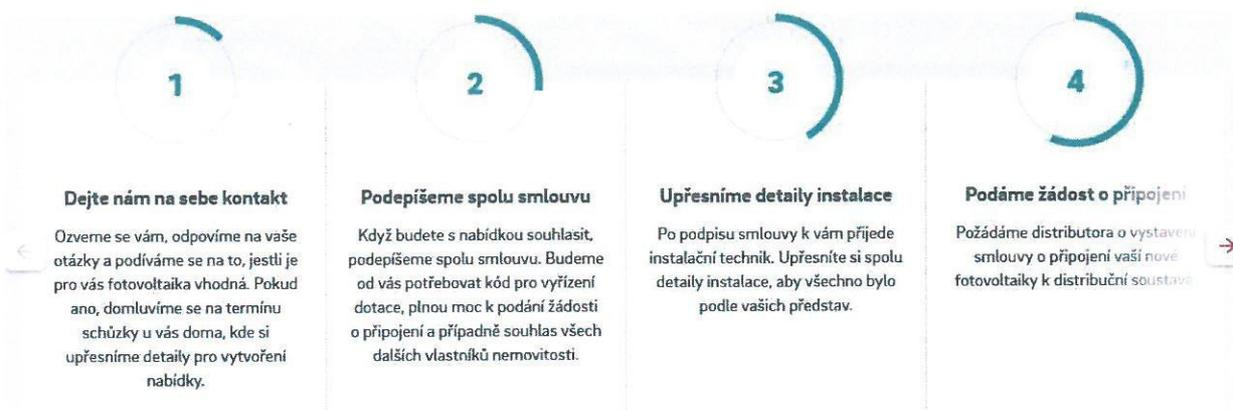 1
Dejte nám na sebe kontakt
Ozveme se vám, odpovíme na vaše
otázky a podíváme se na to, jestli je
pro vás fotovoltaika vhodná. Pokud
ano, domluvíme se na termínu
schůzky u vás doma, kde si
upřesníme detaily pro vytvoření
nabídky.
2
Podepíšeme spolu smlouvu
Když budete s nabídkou souhlasit,
podepíšeme spolu smlouvu. Budeme
od vás potřebovat kód pro vyřízení
dotace, plnou moc k podání žádosti
o připojení a případně souhlas všech
dalších vlastníků nemovitosti.
3
Upřesníme detaily instalace
Po podpisu smlouvy k vám přijede
instalační technik. Upřesníte si spolu
detaily instalace, aby všechno bylo
podle vašich představ.
4
Podáme žádost o připojení
Požádáme distributora o vystavení
smlouvy o připojení vaší nové
fotovoltaiky k distribuční soustavě